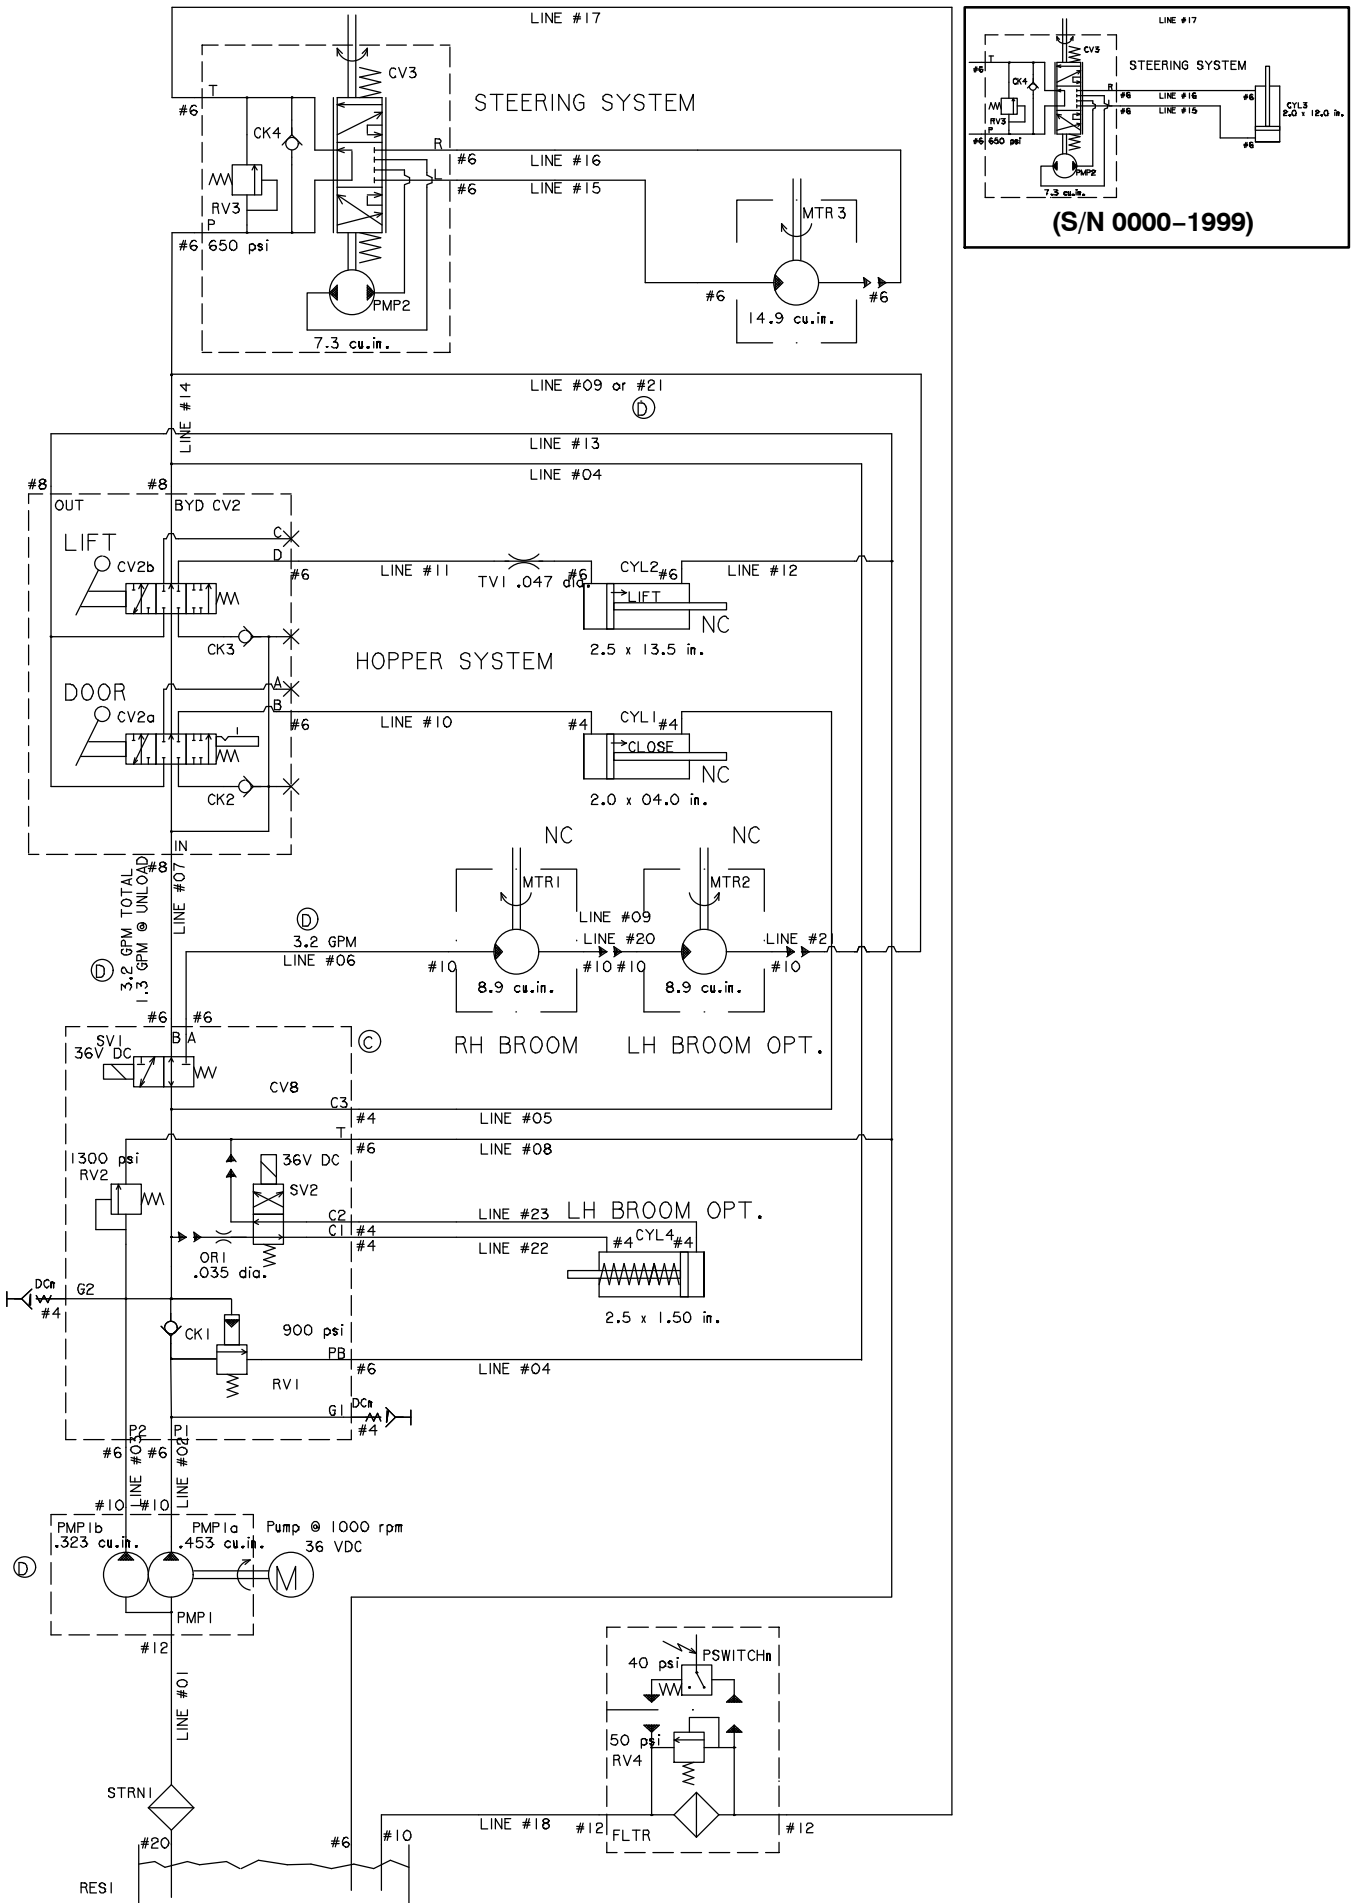 LINE #17
T
CV3
STEERING SYSTEM
#6
CK4
R
#6
LINE #16
L
#6
LINE #15
RV3
P
#6
650 psi
MTR3
PMP2
#6
#6
14.9 cu.in.
7.3 cu.in.
LINE #17
CV3
T
STEERING SYSTEM
#6
CK4
R
#6
LINE #16
#6
CYL3
2.0 x 12.0 in.
L
#6
LINE #15
RV3
P
#6
650 psi
#6
PMP2
7.3 cu.in.
(S/N 0000-1999)
LINE #14
LINE #09 or #21
D
LINE #13
LINE #04
#8
#8
OUT
BYD CV2
LIFT
C
CV2b
D
#6
LINE #11
TV1 .047 dia.
#6
CYL2
#6
LINE #12
LIFT
NC
CK3
2.5 x 13.5 in.
HOPPER SYSTEM
DOOR
A
CV2a
B
#6
LINE #10
#4
CYL1
#4
1
CLOSE
NC
CK2
2.0 x 04.0 in.
IN
#8
NC
NC
3.2 GPM TOTAL
1.3 GPM @ UNLOAD
LINE #07
MTR1
MTR2
D
D
3.2 GPM
LINE #06
LINE #09
LINE #20
LINE #21
#10
#10
#10
#10
8.9 cu.in.
8.9 cu.in.
#6
#6
RH BROOM
LH BROOM OPT.
SV1
36V DC
B
A
C
CV8
C3
#4
LINE #05
T
#6
LINE #08
1300 psi
RV2
36V DC
SV2
C2
LINE #23
LH BROOM OPT.
C1
#4
#4
LINE #22
#4
CYL4
#4
OR1
.035 dia.
DCn
G2
#4
2.5 x 1.50 in.
CK1
900 psi
PB
#6
LINE #04
RV1
G1
DCn
#4
P2
P1
#6
#6
LINE #03
LINE #02
#10
#10
PMP1b
.323 cu.in.
PMP1a
.453 cu.in.
Pump @ 1000 rpm
36 VDC
D
M
PMP1
#12
LINE #01
40 psi
PSWITCHn
50 psi
RV4
STRN1
LINE #18
#12
FLTR
#12
#20
#6
#10
RES1